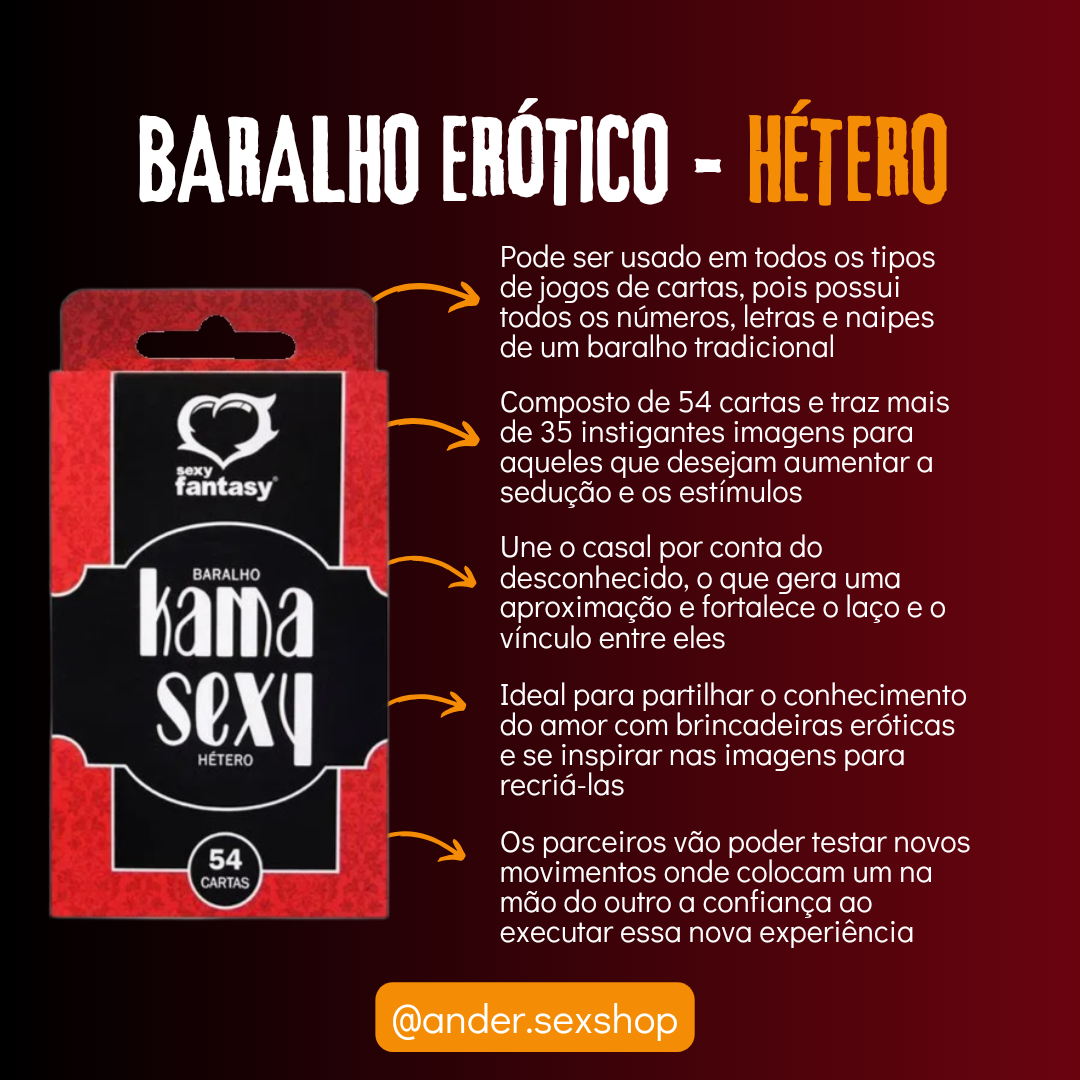 BARALHO ERÓTICO - HÉTERO
Pode ser usado em todos os tipos
de jogos de cartas, pois possui
todos os números, letras e naipes
de um baralho tradicional
Composto de 54 cartas e traz mais
de 35 instigantes imagens para
aqueles que desejam aumentar a
sedução e os estímulos
Une o casal por conta do
desconhecido, o que gera uma
aproximação e fortalece o laço e o
vínculo entre eles
Ideal para partilhar o conhecimento
do amor com brincadeiras eróticas
e se inspirar nas imagens para
recriá-las
Os parceiros vão poder testar novos
movimentos onde colocam um na
mão do outro a confiança ao
executar essa nova experiência
sexy
fantasy®
BARALHO
kama
sexy
HÉTERO
54
CARTAS
@ander.sexshop